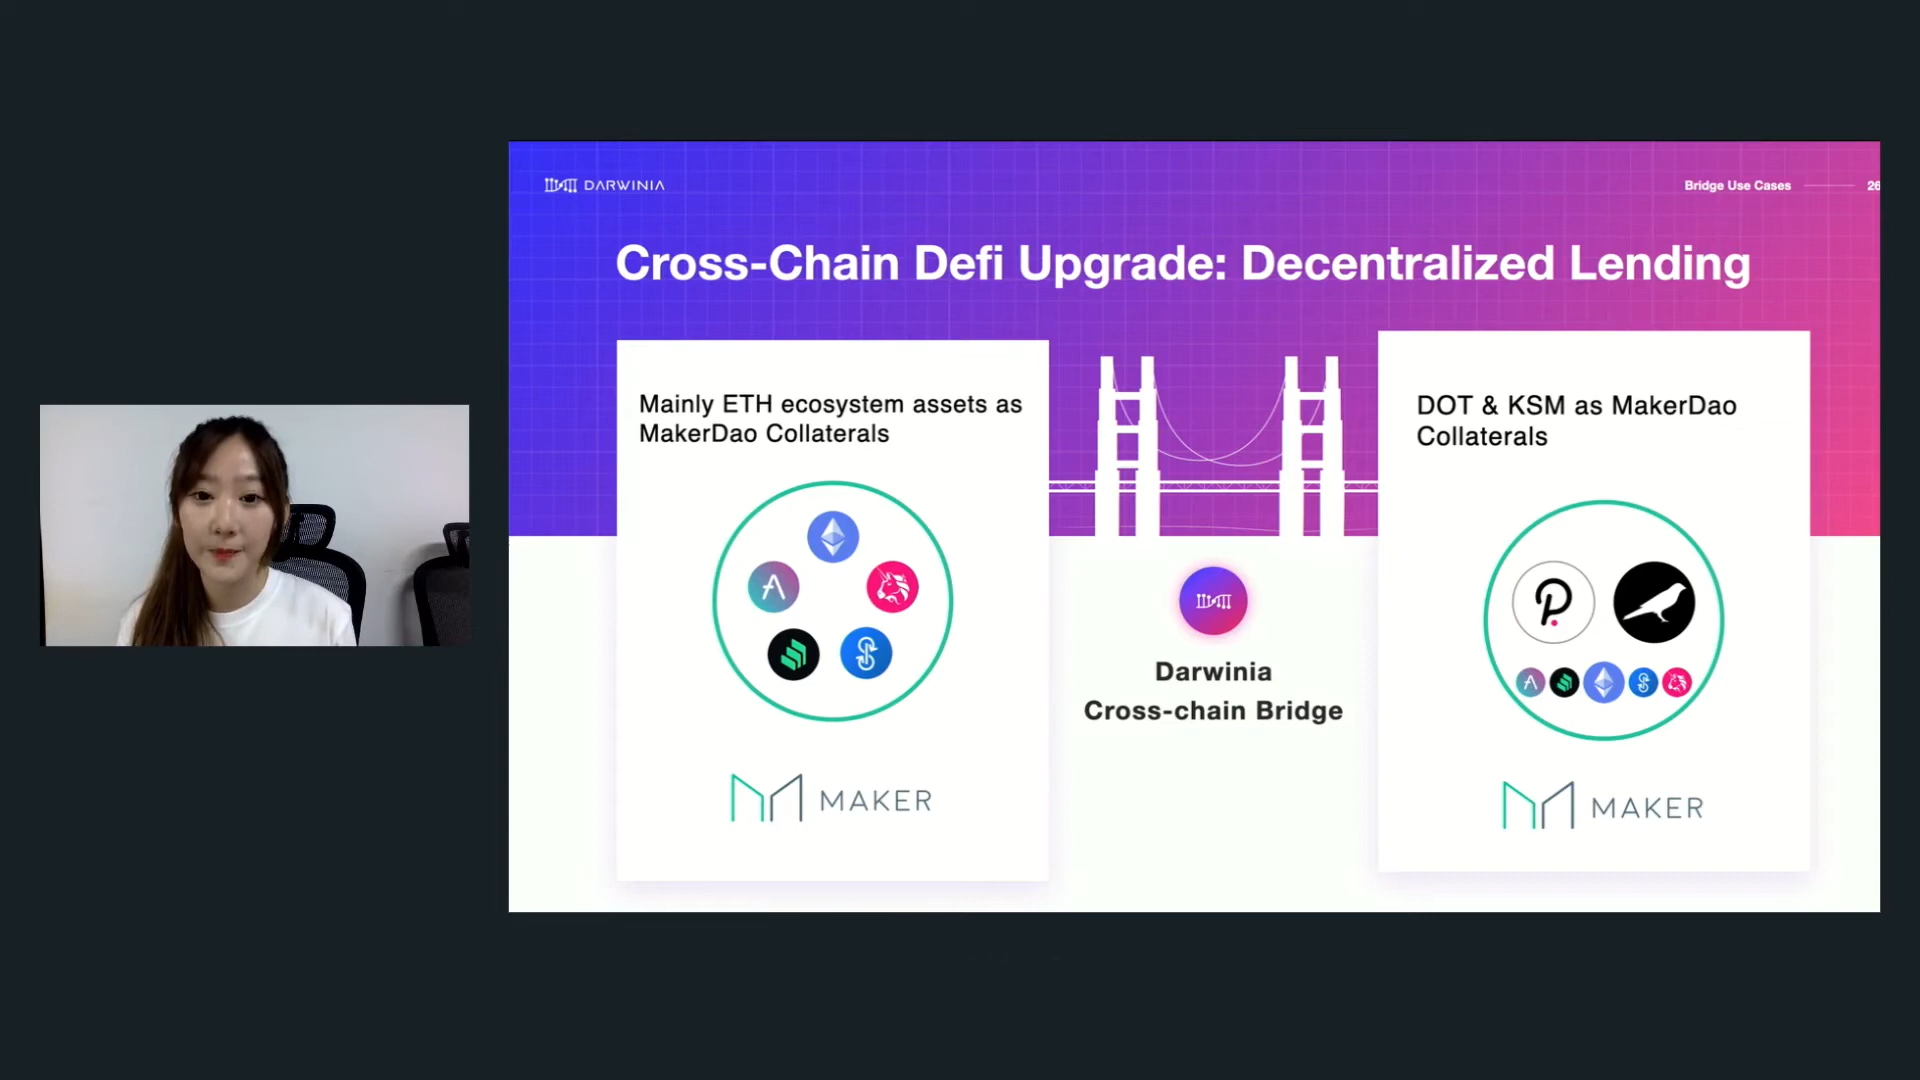 DARWINIA
Bridge Use Cases
26
Cross-Chain Defi Upgrade: Decentralized Lending
Mainly ETH ecosystem assets as
MakerDao Collaterals
MAKER
Darwinia
Cross-chain Bridge
DOT & KSM as MakerDao
Collaterals
MAKER